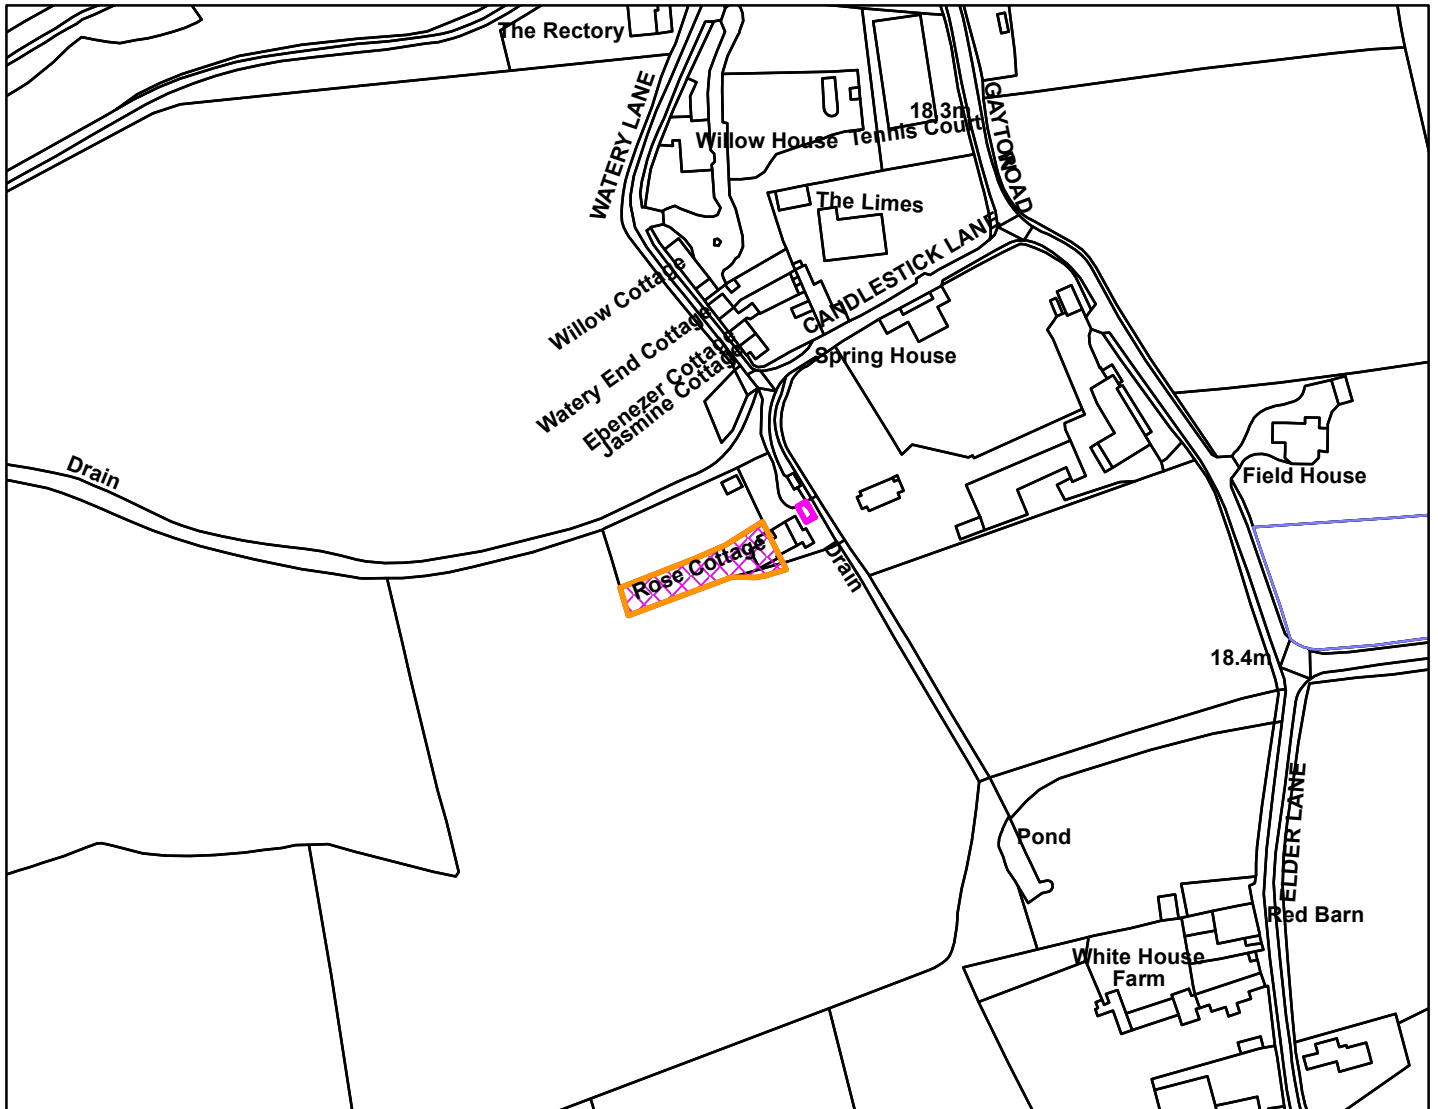 The Rectory
WATERY LANE
GAYTON ROAD
18.3m
Willow House
Tennis Court
The Limes
CANDLESTICK LANE
Willow Cottage
Watery End Cottage
Ebenezer Cottage
Jasmine Cottage
Spring House
Drain
Field House
Rose Cottage
Drain
18.4m
ELDER LANE
Pond
Red Barn
White House
Farm